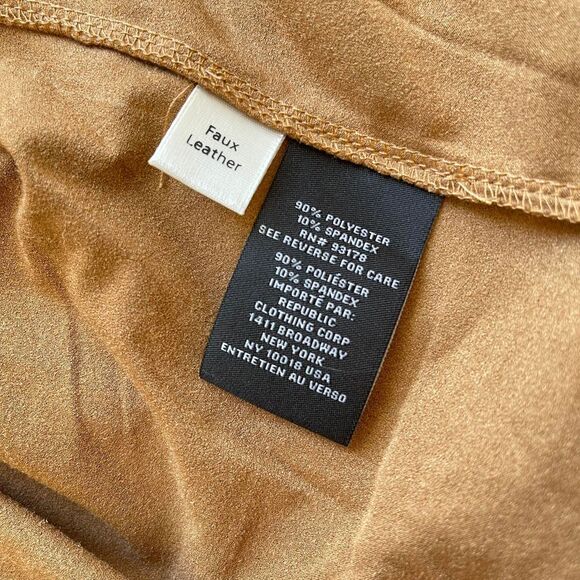 Faux
Leather
90% POLYESTER
10% SPANDEX
RN# 93178
SEE REVERSE FOR CARE
90% POLIÉSTER
10% SPANDEX
IMPORTÉ PAR:
REPUBLIC
CLOTHING CORP
1411 BROADWAY
NEW YORK
NY 10018 USA
ENTRETIEN AU VERSO